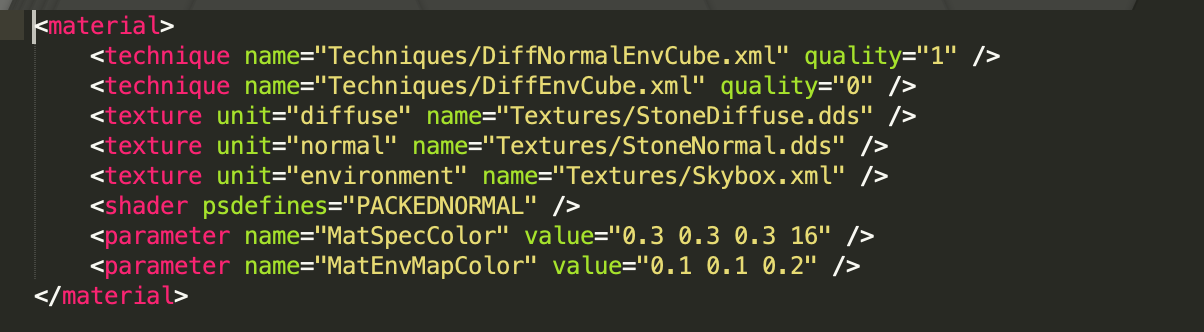 <material>
<technique name="Techniques/DiffNormalEnvCube.xml" quality="1" />
<technique name="Techniques/DiffEnvCube.xml" quality="0" />
<texture unit="diffuse" name="Textures/StoneDiffuse.dds" />
<texture unit="normal" name="Textures/StoneNormal.dds" />
<texture unit="environment" name="Textures/Skybox.xml" />
<shader psdefines="PACKEDNORMAL" />
<parameter name="MatSpecColor" value="0.3 0.3 0.3 16" />
<parameter name="MatEnvMapColor" value="0.1 0.1 0.2" />
</material>